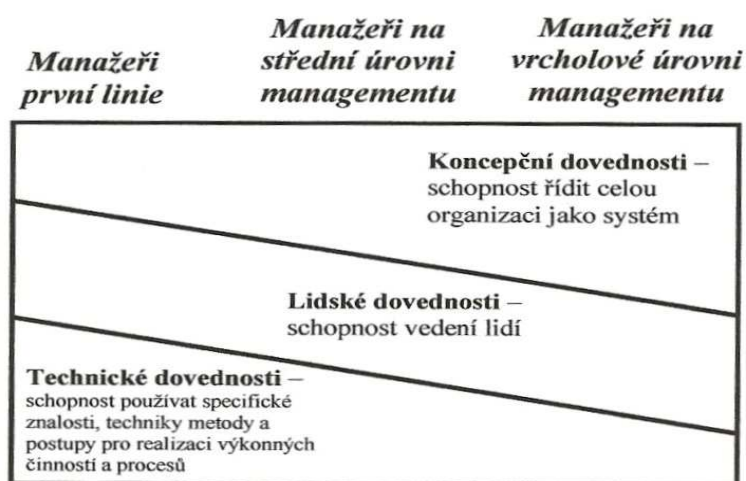 Manažeři
první linie
Manažeři na
střední úrovni
managementu
Manažeři na
vrcholové úrovni
managementu
Koncepční dovednosti –
schopnost řídit celou
organizaci jako systém
Lidské dovednosti –
schopnost vedení lidí
Technické dovednosti –
schopnost používat specifické
znalosti, techniky metody a
postupy pro realizaci výkonných
činností a procesů